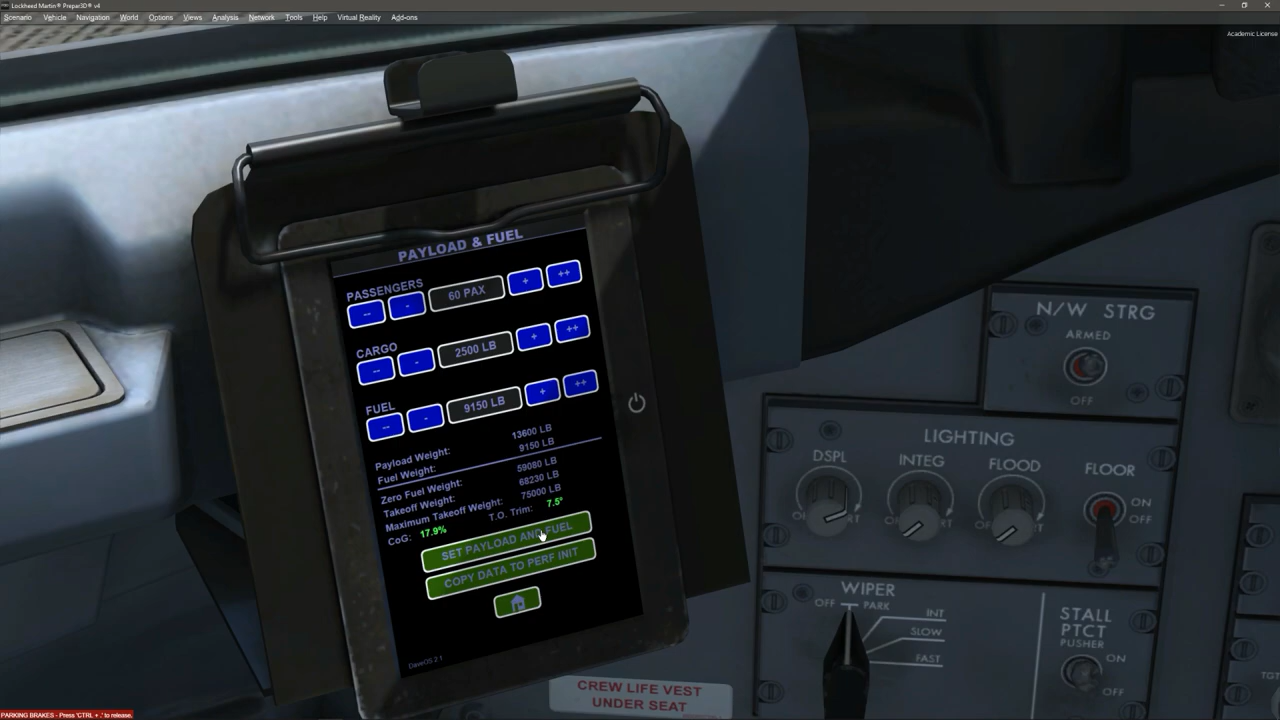 Lockheed Martin® Prepar3D® v4
Scenario Vehicle Navigation World Options Views Analysis Network Tools Help Virtual Reality Add-ons
Academic License
PAYLOAD & FUEL
PASSENGERS
-- - 60 PAX + ++
CARGO
-- - 2500 LB + ++
FUEL
-- - 9150 LB + ++
Payload Weight: 13600 LB
Fuel Weight: 9150 LB
Zero Fuel Weight: 59080 LB
Takeoff Weight: 68230 LB
Maximum Takeoff Weight: 75000 LB
CoG: 17.9% T.O. Trim: 7.5°
SET PAYLOAD AND FUEL
COPY DATA TO PERF INIT
DaveOS 2.1
N/W STRG
ARMED
OFF
LIGHTING
DSPL INTEG FLOOD FLOOR
ON
OFF
WIPER
OFF PARK INT
SLOW
FAST
STALL
PTCT
PUSHER
ON
OFF
CREW LIFE VEST
UNDER SEAT
PARKING BRAKES - Press 'CTRL + .' to release.